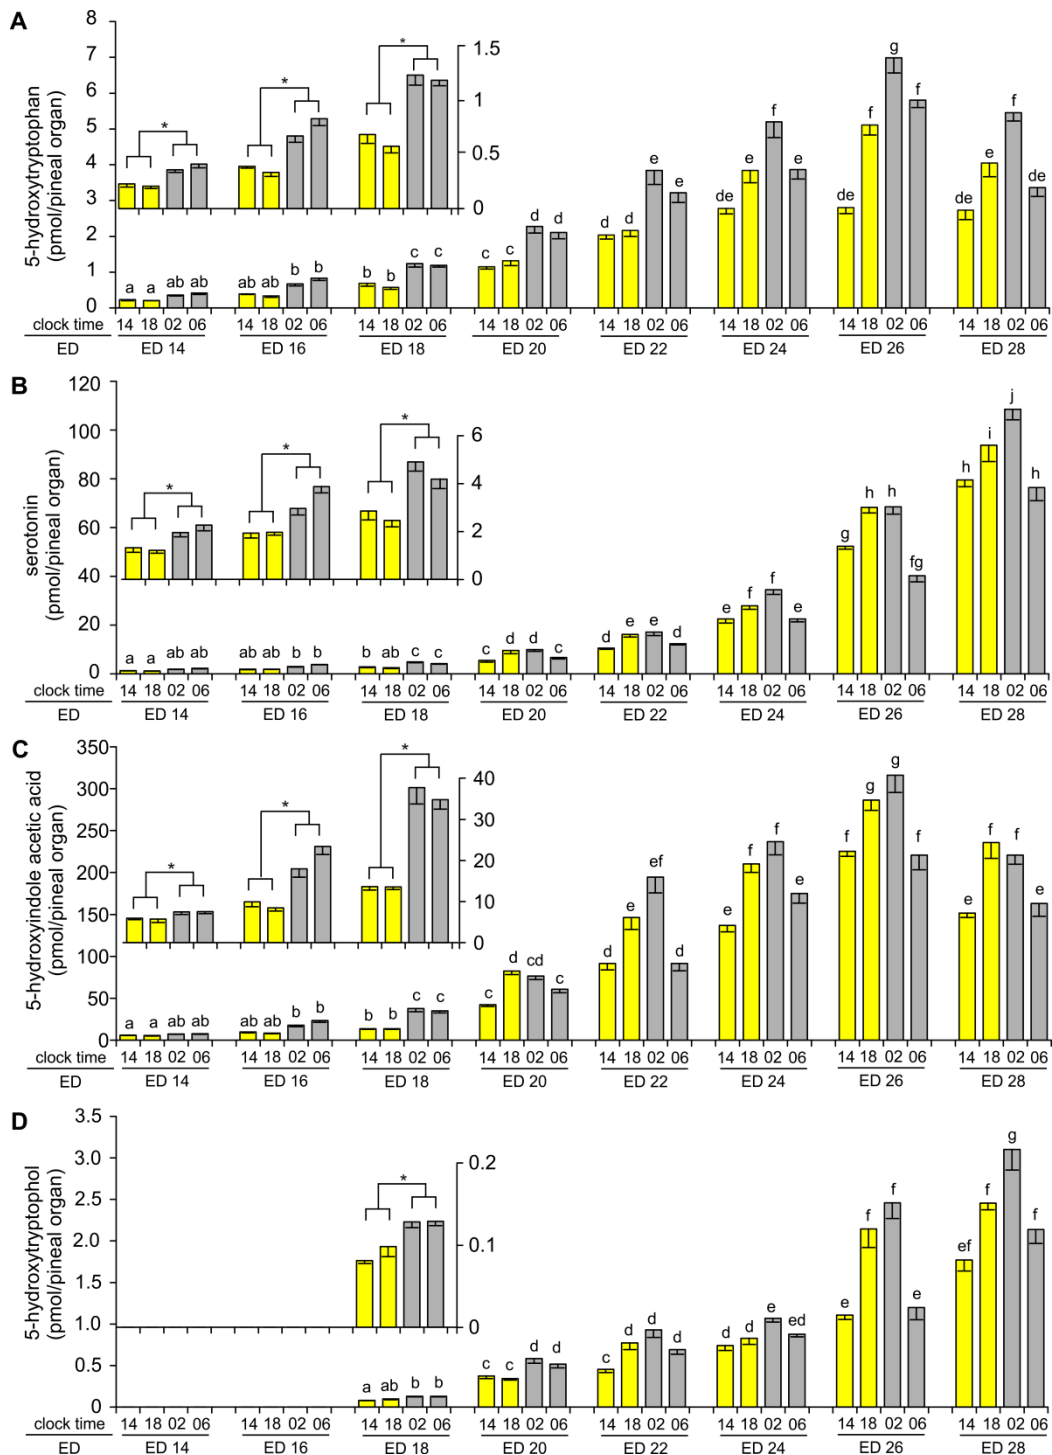 A
5-hydroxytryptophan
(pmol/pineal organ)
8
7
6
5
4
3
2
1
0
1.5
1
0.5
0
* * *
a a ab ab ab ab b b b b c c c c d d d d e e de e f e de f g f de e f de
clock time 14 18 02 06 14 18 02 06 14 18 02 06 14 18 02 06 14 18 02 06 14 18 02 06 14 18 02 06 14 18 02 06
ED ED 14 ED 16 ED 18 ED 20 ED 22 ED 24 ED 26 ED 28
B
serotonin
(pmol/pineal organ)
120
100
80
60
40
20
0
6
4
2
0
* * *
a a ab ab ab ab b b b ab c c c d d c d e e d e f f e g h h fg h i j h
clock time 14 18 02 06 14 18 02 06 14 18 02 06 14 18 02 06 14 18 02 06 14 18 02 06 14 18 02 06 14 18 02 06
ED ED 14 ED 16 ED 18 ED 20 ED 22 ED 24 ED 26 ED 28
C
5-hydroxyindole acetic acid
(pmol/pineal organ)
350
300
250
200
150
100
50
0
40
30
20
10
0
* * *
a a ab ab ab ab b b b b c c c d cd c d e ef d e f f e f g g f e f f e
clock time 14 18 02 06 14 18 02 06 14 18 02 06 14 18 02 06 14 18 02 06 14 18 02 06 14 18 02 06 14 18 02 06
ED ED 14 ED 16 ED 18 ED 20 ED 22 ED 24 ED 26 ED 28
D
5-hydroxytryptophol
(pmol/pineal organ)
3.5
3.0
2.5
2.0
1.5
1.0
0.5
0
0.2
0.1
0
*
a ab b b c c d d c d d d d d e ed e f f e ef f g f
clock time 14 18 02 06 14 18 02 06 14 18 02 06 14 18 02 06 14 18 02 06 14 18 02 06 14 18 02 06 14 18 02 06
ED ED 14 ED 16 ED 18 ED 20 ED 22 ED 24 ED 26 ED 28